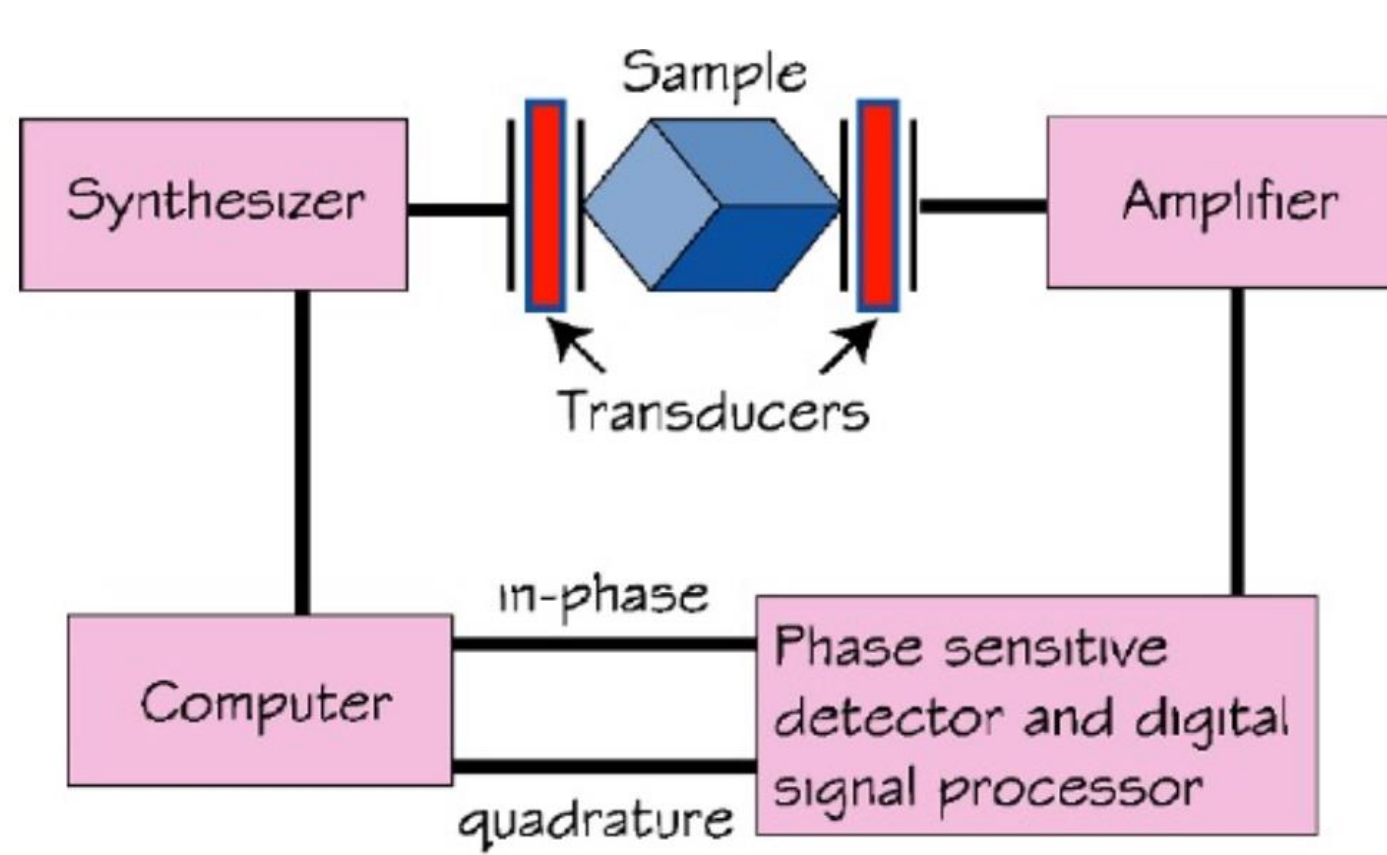 Sample
Synthesizer
Amplifier
Transducers
in-phase
Computer
Phase sensitive
detector and digital
signal processor
quadrature